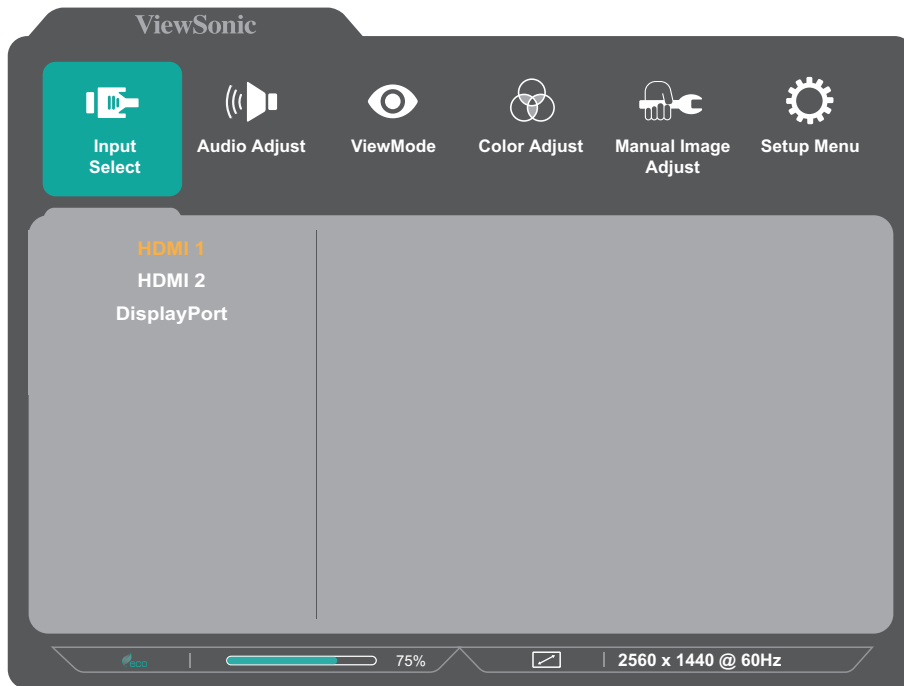 ViewSonic
Input
Select
Audio Adjust
ViewMode
Color Adjust
Manual Image
Adjust
Setup Menu
HDMI 1
HDMI 2
DisplayPort
eco
75%
2560 x 1440 @ 60Hz